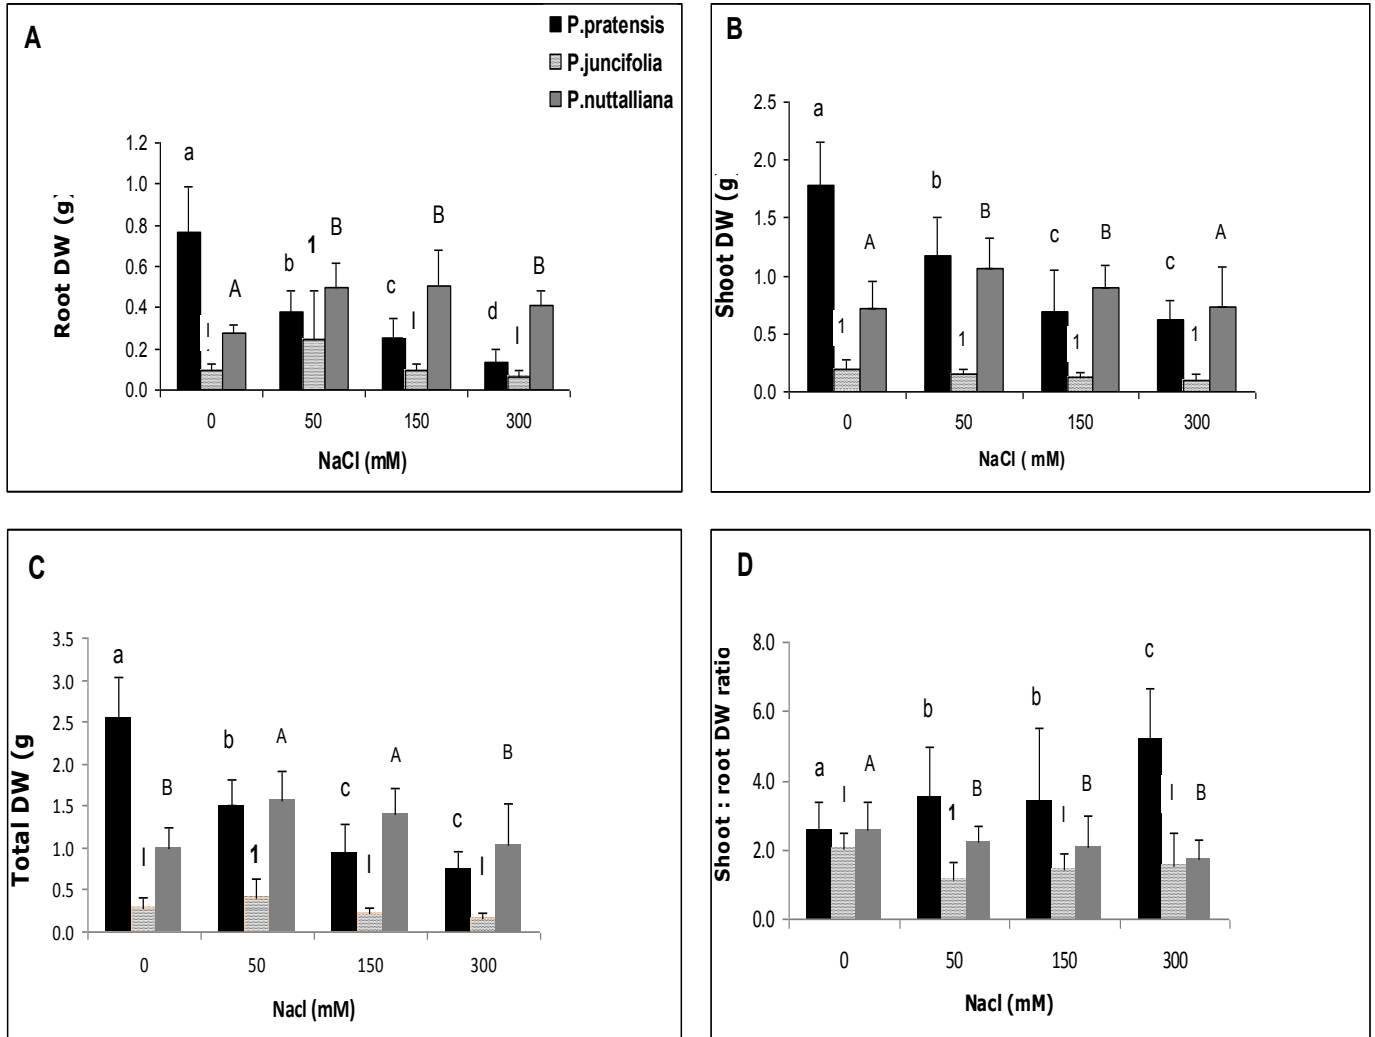 A
P.pratensis
P.juncifolia
P.nuttalliana
Root DW (g)
1.2
1.0
0.8
0.6
0.4
0.2
0.0
a
I
A
b
1
B
c
I
B
d
I
B
0 50 150 300
NaCl (mM)
B
Shoot DW (g)
2.5
2.0
1.5
1.0
0.5
0.0
a
1
A
b
1
B
c
1
B
c
1
A
0 50 150 300
NaCl ( mM)
C
Total DW (g
3.5
3.0
2.5
2.0
1.5
1.0
0.5
0.0
a
I
B
b
1
A
c
I
A
c
I
B
0 50 150 300
Nacl (mM)
D
Shoot : root DW ratio
8.0
6.0
4.0
2.0
0.0
a
I
A
b
1
B
b
I
B
c
I
B
0 50 150 300
Nacl (mM)